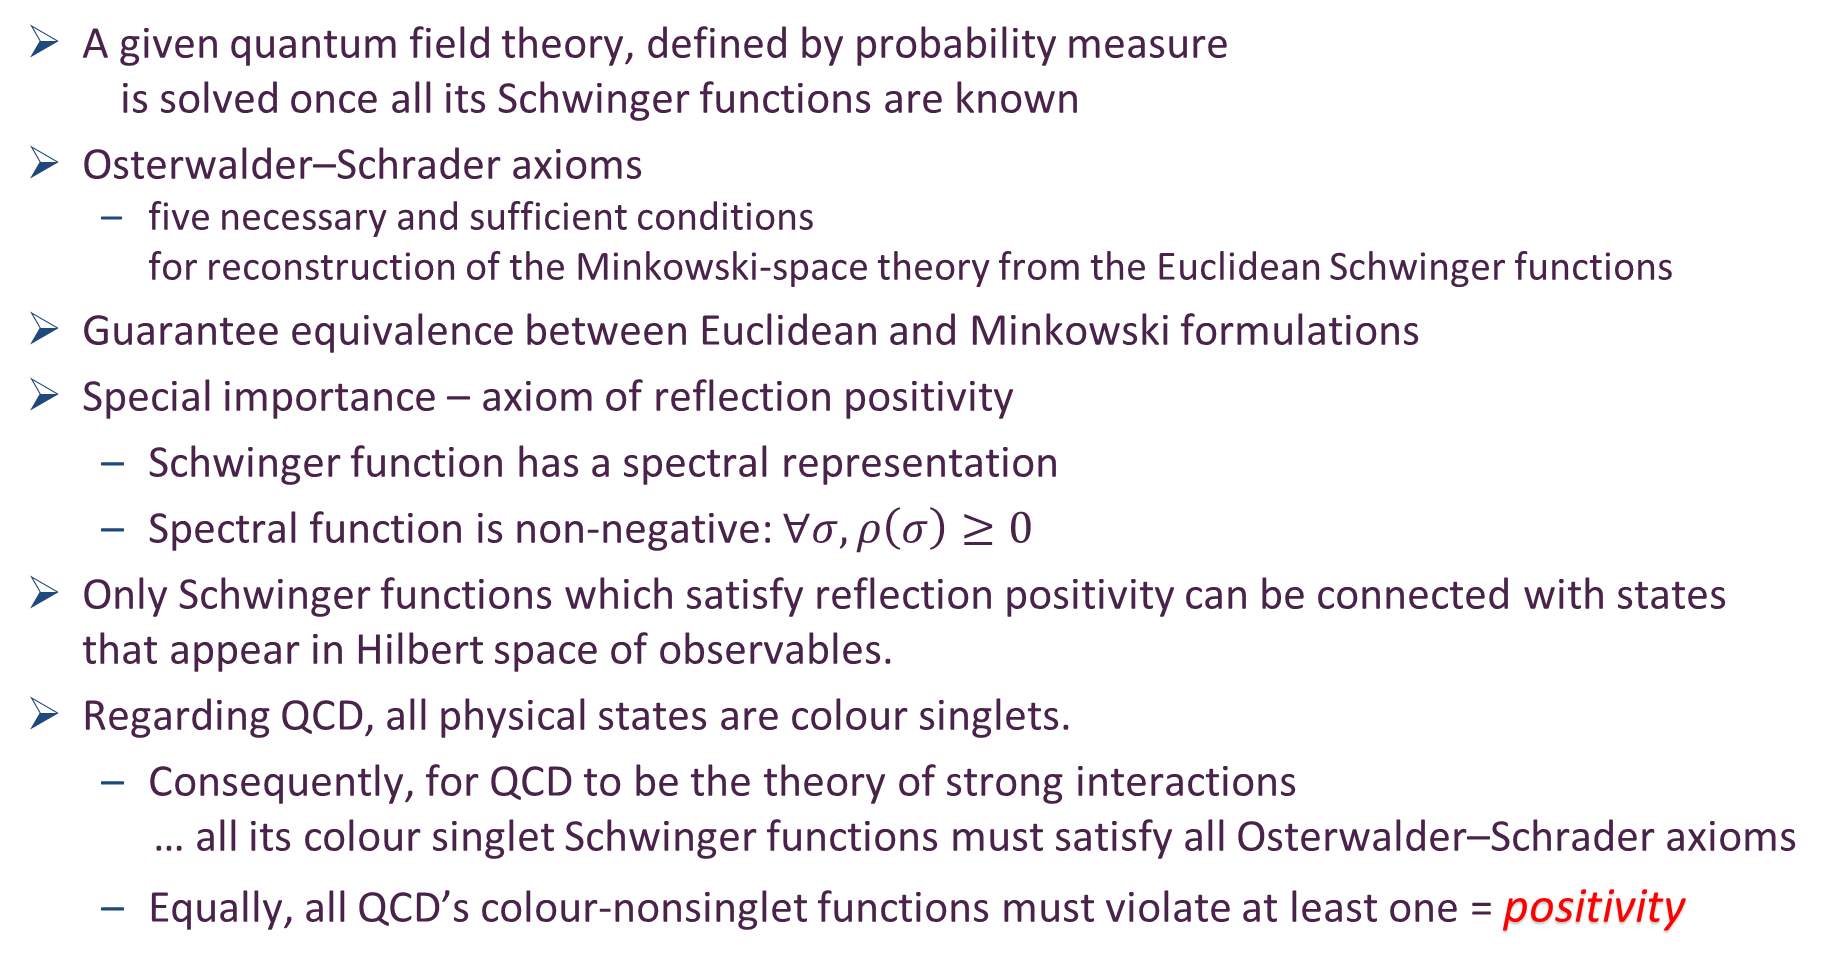 ➢ A given quantum field theory, defined by probability measure
is solved once all its Schwinger functions are known
➢ Osterwalder–Schrader axioms
– five necessary and sufficient conditions
for reconstruction of the Minkowski-space theory from the Euclidean Schwinger functions
➢ Guarantee equivalence between Euclidean and Minkowski formulations
➢ Special importance – axiom of reflection positivity
– Schwinger function has a spectral representation
– Spectral function is non-negative: ∀σ, ρ(σ) ≥ 0
➢ Only Schwinger functions which satisfy reflection positivity can be connected with states
that appear in Hilbert space of observables.
➢ Regarding QCD, all physical states are colour singlets.
– Consequently, for QCD to be the theory of strong interactions
... all its colour singlet Schwinger functions must satisfy all Osterwalder–Schrader axioms
– Equally, all QCD’s colour-nonsinglet functions must violate at least one = positivity